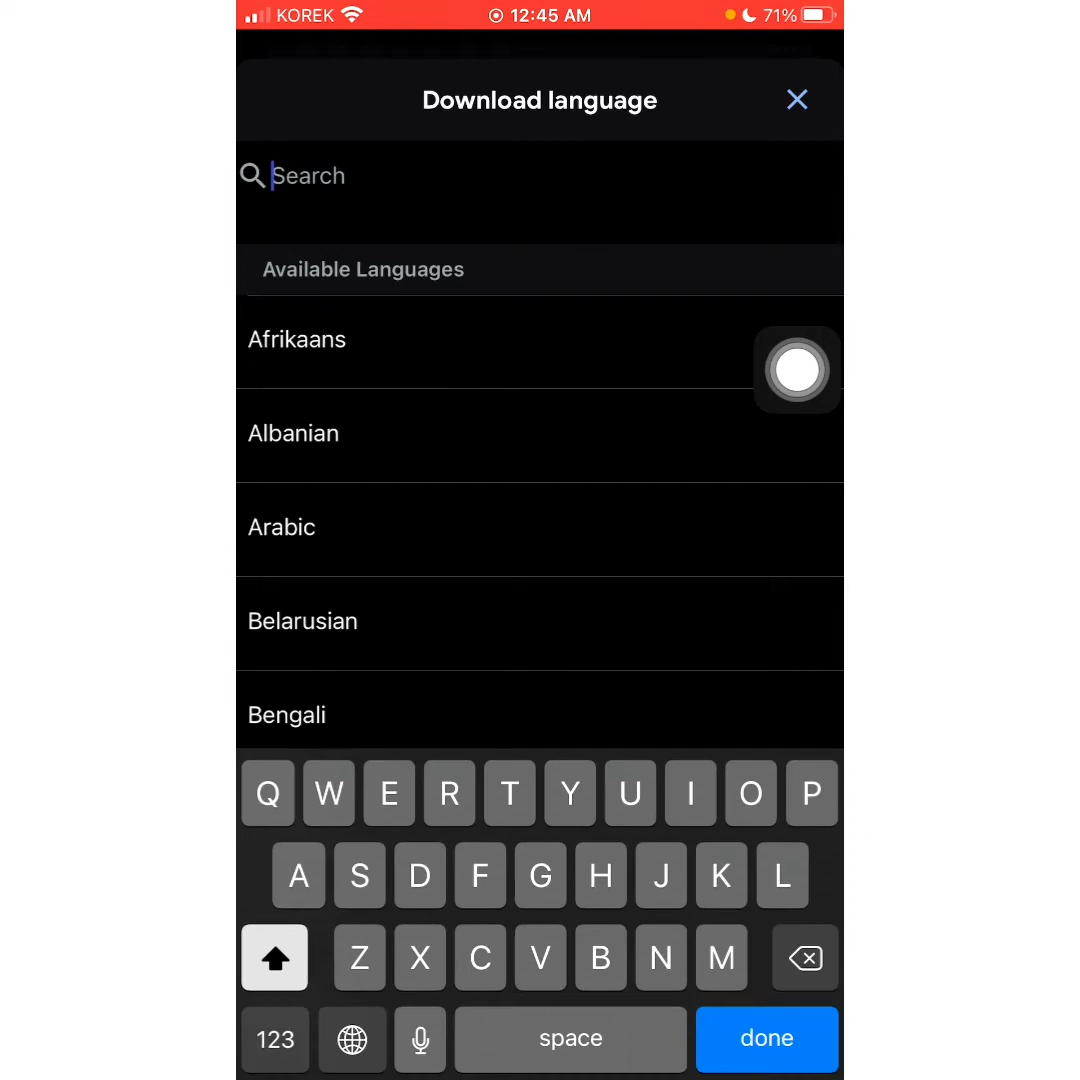 KOREK 12:45 AM 71%
Download language
Search
Available Languages
Afrikaans
Albanian
Arabic
Belarusian
Bengali
Q W E R T Y U I O P
A S D F G H J K L
Z X C V B N M
123 space done